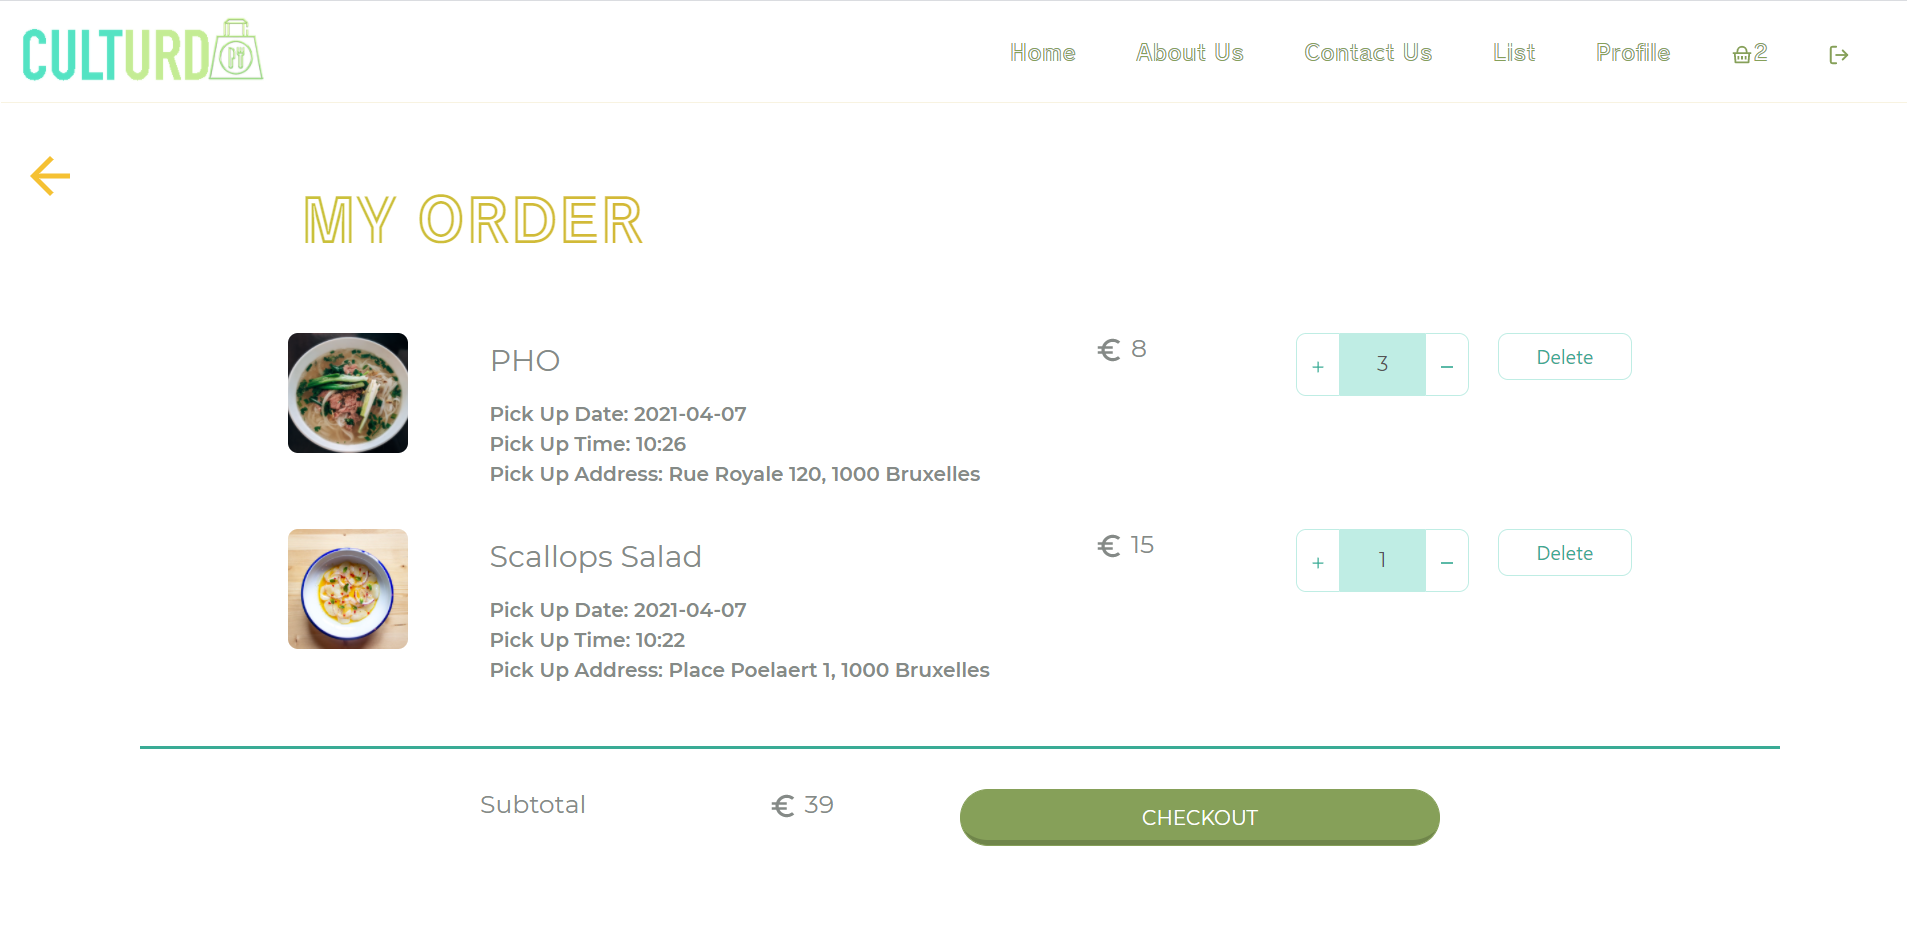 CULTURD
Home About Us Contact Us List Profile 2
MY ORDER
PHO € 8 + 3 − Delete
Pick Up Date: 2021-04-07
Pick Up Time: 10:26
Pick Up Address: Rue Royale 120, 1000 Bruxelles
Scallops Salad € 15 + 1 − Delete
Pick Up Date: 2021-04-07
Pick Up Time: 10:22
Pick Up Address: Place Poelaert 1, 1000 Bruxelles
Subtotal € 39 CHECKOUT